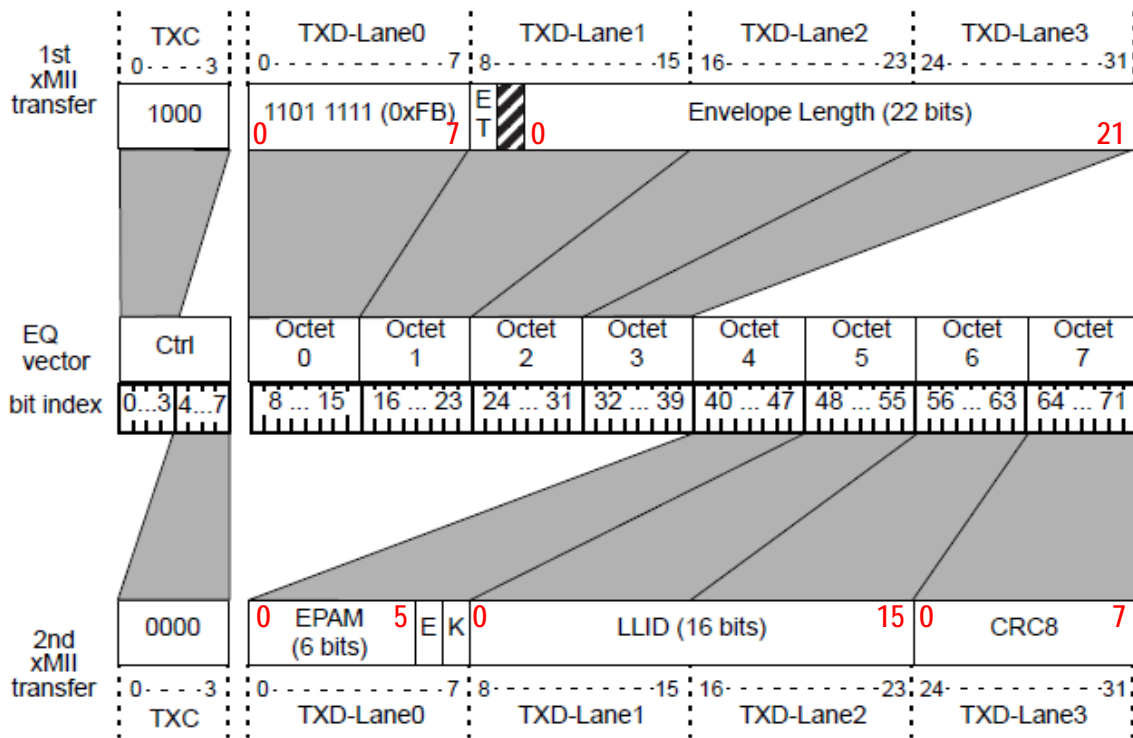 TXC TXD-Lane0 TXD-Lane1 TXD-Lane2 TXD-Lane3
1st xMII transfer
0- - - -3 0- - - - - - - - - - - -7 8- - - - - - - - - - - -15 16- - - - - - - - - - - -23 24- - - - - - - - - - - -31
1000 1101 1111 (0xFB) ET Envelope Length (22 bits)
0 7 0 21
EQ vector
Ctrl Octet 0 Octet 1 Octet 2 Octet 3 Octet 4 Octet 5 Octet 6 Octet 7
bit index 0...3 4...7 8 ... 15 16 ... 23 24 ... 31 32 ... 39 40 ... 47 48 ... 55 56 ... 63 64 ... 71
2nd xMII transfer
0000 0 EPAM (6 bits) 5 E K 0 LLID (16 bits) 15 0 CRC8 7
0- - - -3 0- - - - - - - - - - - -7 8- - - - - - - - - - - -15 16- - - - - - - - - - - -23 24- - - - - - - - - - - -31
TXC TXD-Lane0 TXD-Lane1 TXD-Lane2 TXD-Lane3